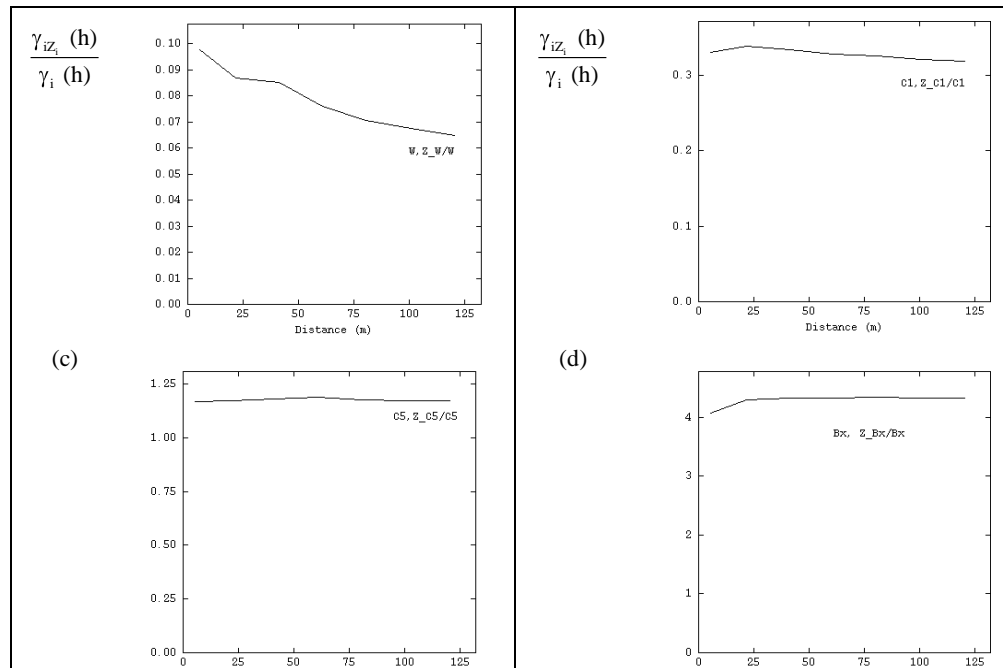 γiZi (h)
γi (h)
0.10
0.09
0.08
0.07
0.06
0.05
0.04
0.03
0.02
0.01
0.00
W,Z_W/W
0 25 50 75 100 125
Distance (m)
γiZi (h)
γi (h)
0.3
0.2
0.1
0.0
C1,Z_C1/C1
0 25 50 75 100 125
Distance (m)
(c)
1.25
1.00
0.75
0.50
0.25
0.00
C5,Z_C5/C5
0 25 50 75 100 125
(d)
4
3
2
1
0
Bx, Z_Bx/Bx
0 25 50 75 100 125